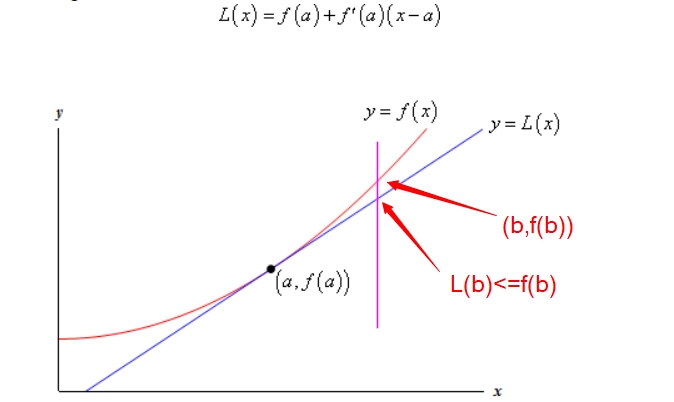 L(x) = f(a) + f'(a)(x − a)
y
y = f(x)
y = L(x)
(b,f(b))
(a, f(a))
L(b)<=f(b)
x